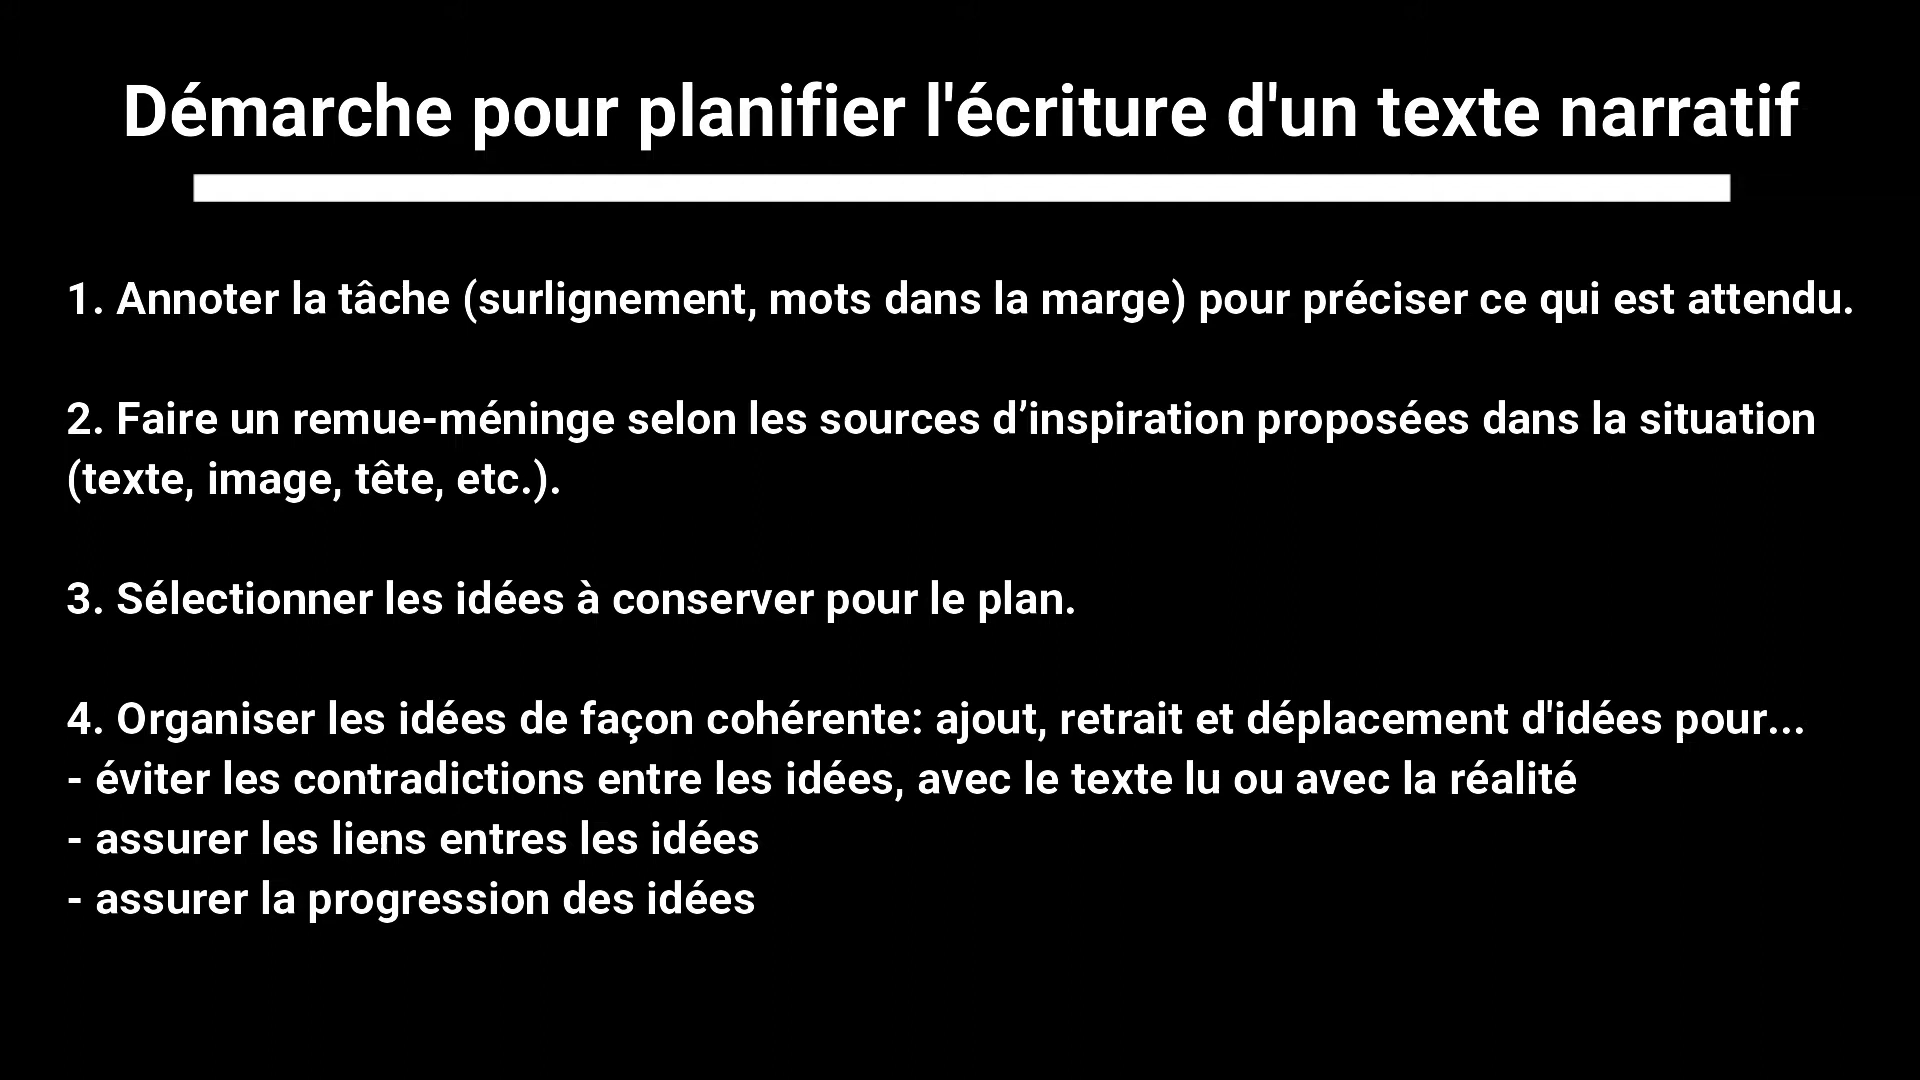 Démarche pour planifier l'écriture d'un texte narratif
1. Annoter la tâche (surlignement, mots dans la marge) pour préciser ce qui est attendu.
2. Faire un remue-méninge selon les sources d’inspiration proposées dans la situation
(texte, image, tête, etc.).
3. Sélectionner les idées à conserver pour le plan.
4. Organiser les idées de façon cohérente: ajout, retrait et déplacement d'idées pour...
- éviter les contradictions entre les idées, avec le texte lu ou avec la réalité
- assurer les liens entres les idées
- assurer la progression des idées